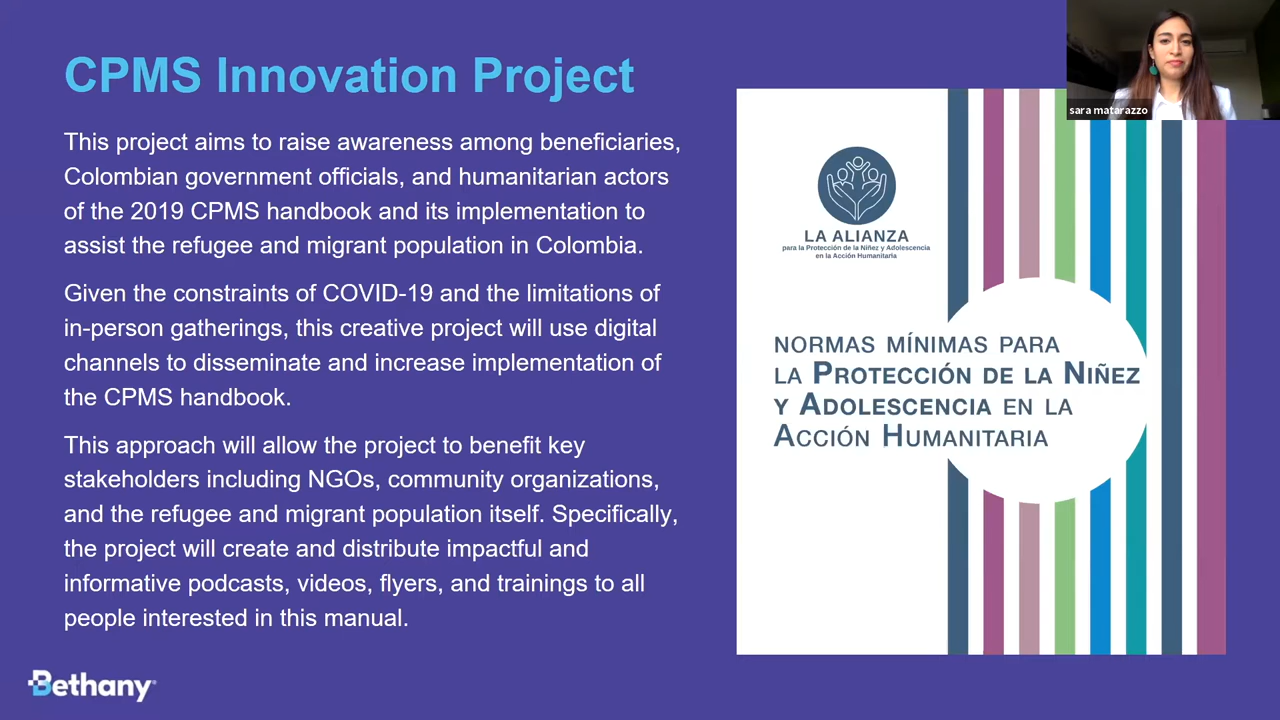 CPMS Innovation Project
This project aims to raise awareness among beneficiaries,
Colombian government officials, and humanitarian actors
of the 2019 CPMS handbook and its implementation to
assist the refugee and migrant population in Colombia.
Given the constraints of COVID-19 and the limitations of
in-person gatherings, this creative project will use digital
channels to disseminate and increase implementation of
the CPMS handbook.
This approach will allow the project to benefit key
stakeholders including NGOs, community organizations,
and the refugee and migrant population itself. Specifically,
the project will create and distribute impactful and
informative podcasts, videos, flyers, and trainings to all
people interested in this manual.
Bethany
LA ALIANZA
para la Protección de la Niñez y Adolescencia
en la Acción Humanitaria
NORMAS MÍNIMAS PARA
LA PROTECCIÓN DE LA NIÑEZ
Y ADOLESCENCIA EN LA
ACCIÓN HUMANITARIA
sara matarazzo